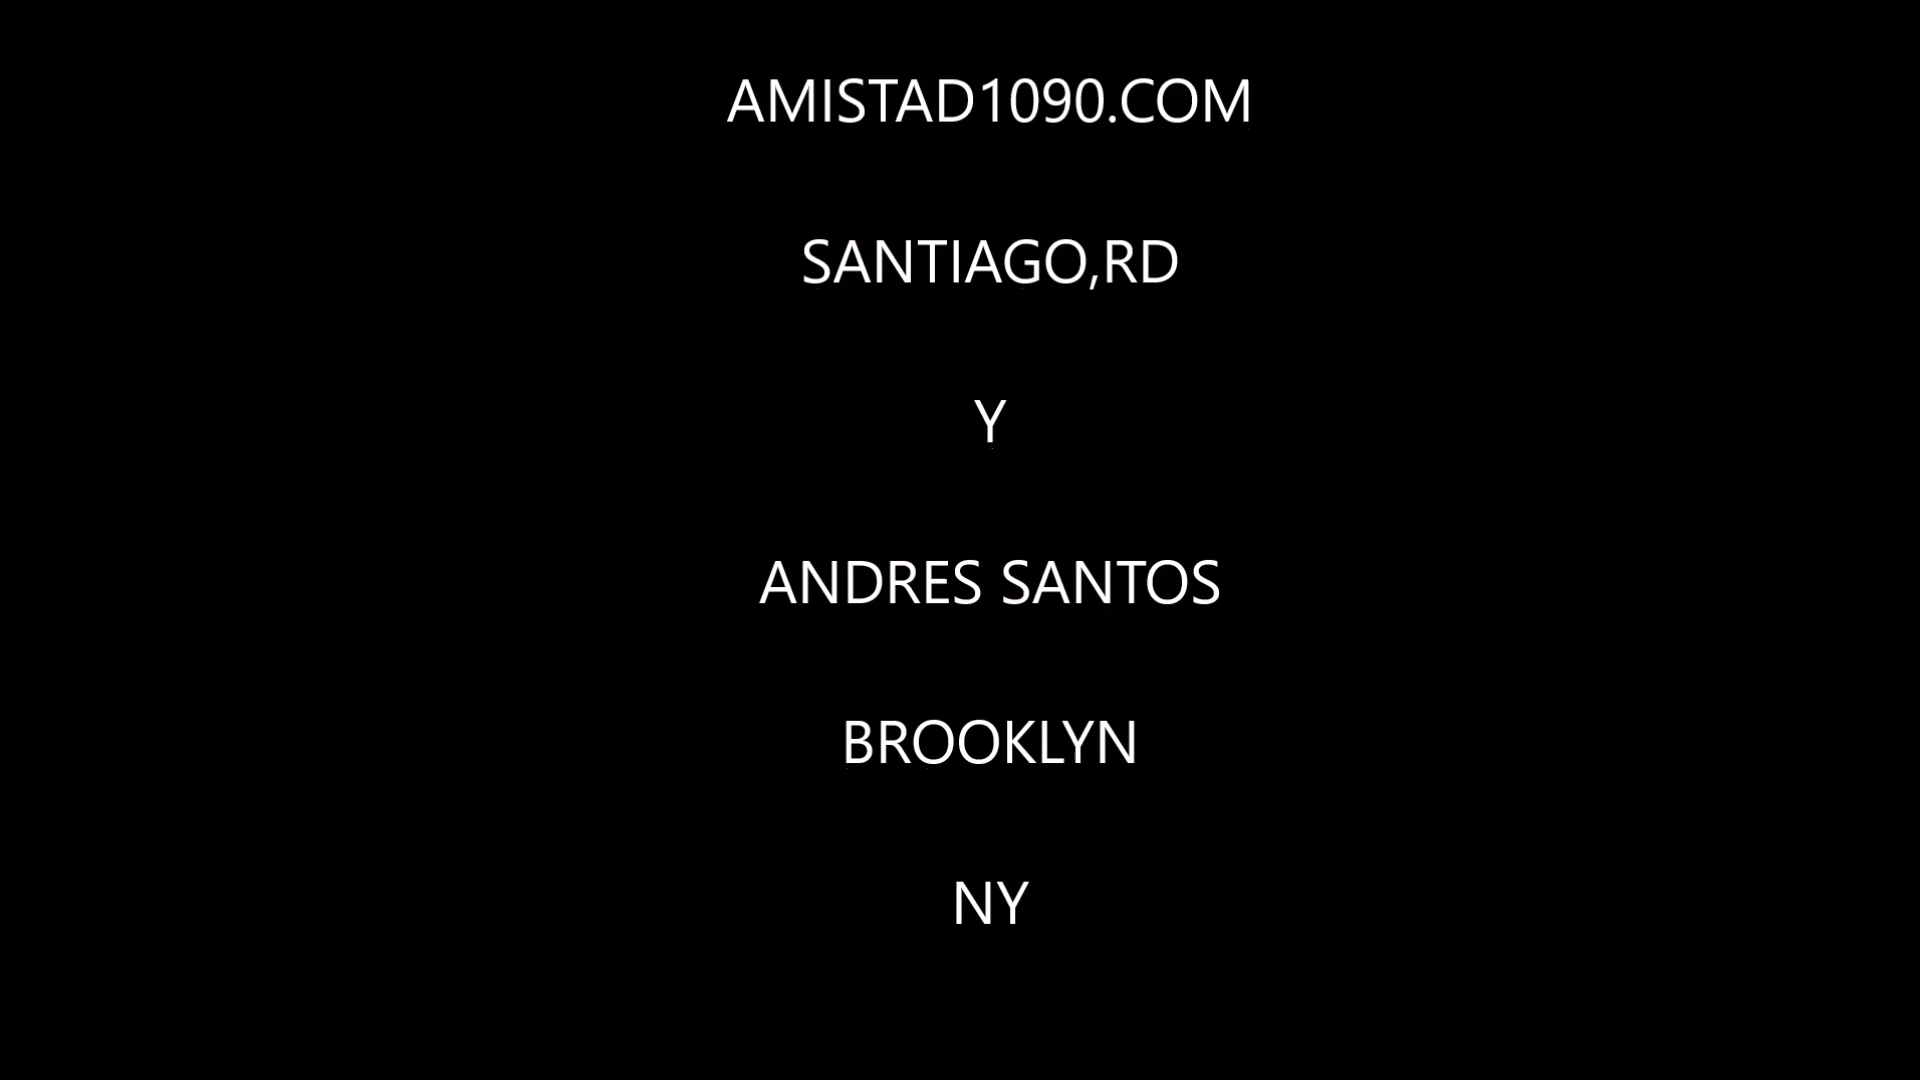 AMISTAD1090.COM
SANTIAGO,RD
Y
ANDRES SANTOS
BROOKLYN
NY